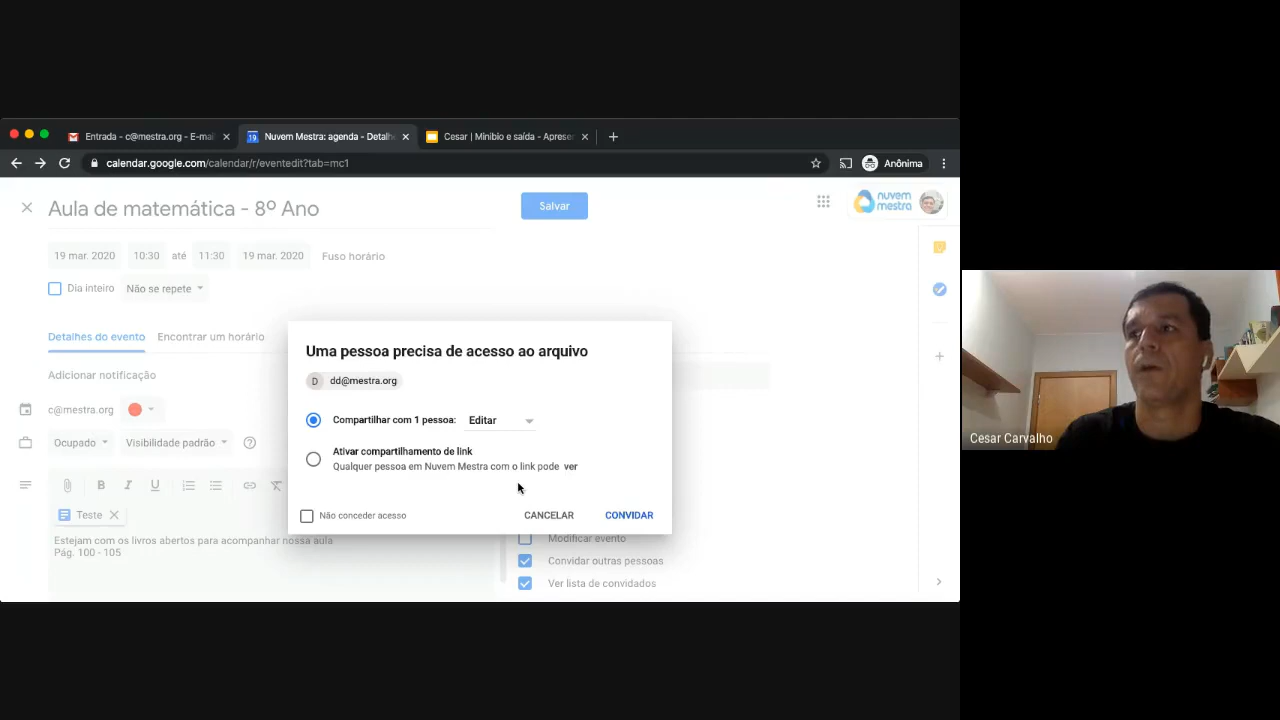 Entrada - c@mestra.org - E-mai
Nuvem Mestra: agenda - Detalh
Cesar | Minibio e saída - Apresen
calendar.google.com/calendar/r/eventedit?tab=mc1
Anônima
Aula de matemática - 8º Ano
Salvar
nuvem
mestra
19 mar. 2020 10:30 até 11:30 19 mar. 2020 Fuso horário
Dia inteiro Não se repete
Detalhes do evento Encontrar um horário
Adicionar notificação
c@mestra.org
Ocupado Visibilidade padrão
B I U
Teste
Estejam com os livros abertos para acompanhar nossa aula
Pág. 100 - 105
Uma pessoa precisa de acesso ao arquivo
D dd@mestra.org
Compartilhar com 1 pessoa: Editar
Ativar compartilhamento de link
Qualquer pessoa em Nuvem Mestra com o link pode ver
Não conceder acesso CANCELAR CONVIDAR
Modificar evento
Convidar outras pessoas
Ver lista de convidados
Cesar Carvalho